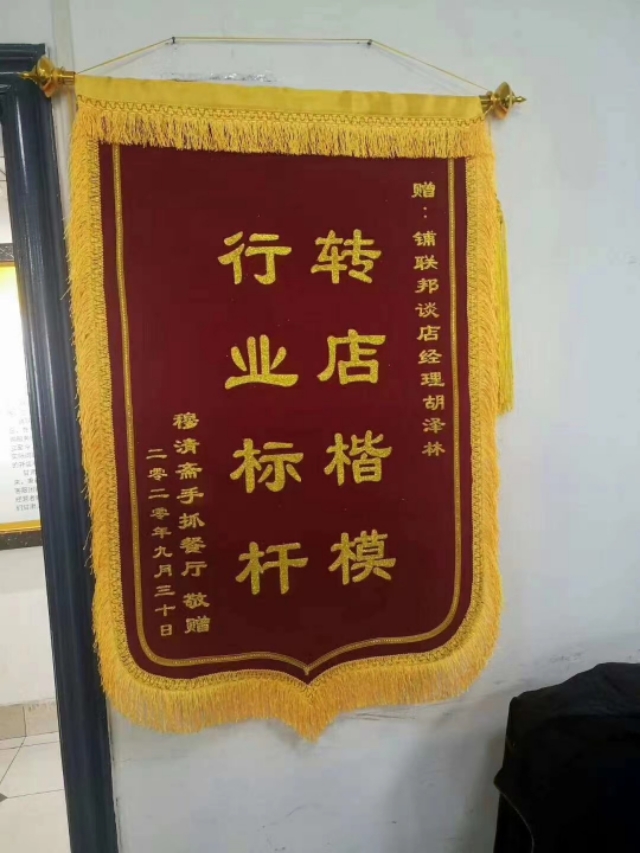 赠：铺联邦谈店经理胡泽林
转店楷模
行业标杆
穆清斋手抓餐厅 敬赠
二零二零年九月三十日